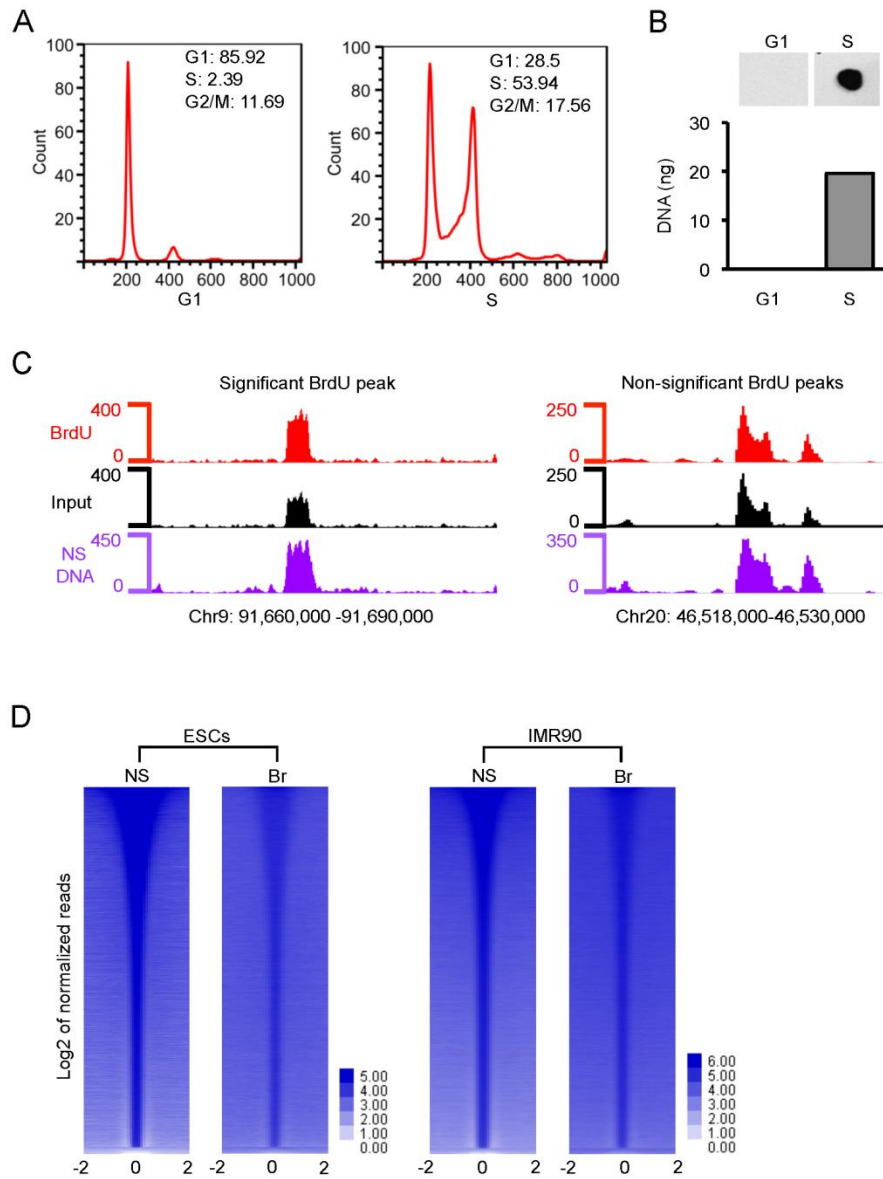 A
100
80
60
40
20
Count
G1: 85.92
S: 2.39
G2/M: 11.69
200 400 600 800 1000
G1
100
80
60
40
20
Count
G1: 28.5
S: 53.94
G2/M: 17.56
200 400 600 800 1000
S
B
G1 S
30
20
10
0
DNA (ng)
G1 S
C
Significant BrdU peak
BrdU
400
0
Input
400
0
NS
DNA
450
0
Chr9: 91,660,000 -91,690,000
Non-significant BrdU peaks
250
0
250
0
350
0
Chr20: 46,518,000-46,530,000
D
Log2 of normalized reads
ESCs
NS Br
-2 0 2 -2 0 2
5.00
4.00
3.00
2.00
1.00
0.00
IMR90
NS Br
-2 0 2 -2 0 2
6.00
5.00
4.00
3.00
2.00
1.00
0.00